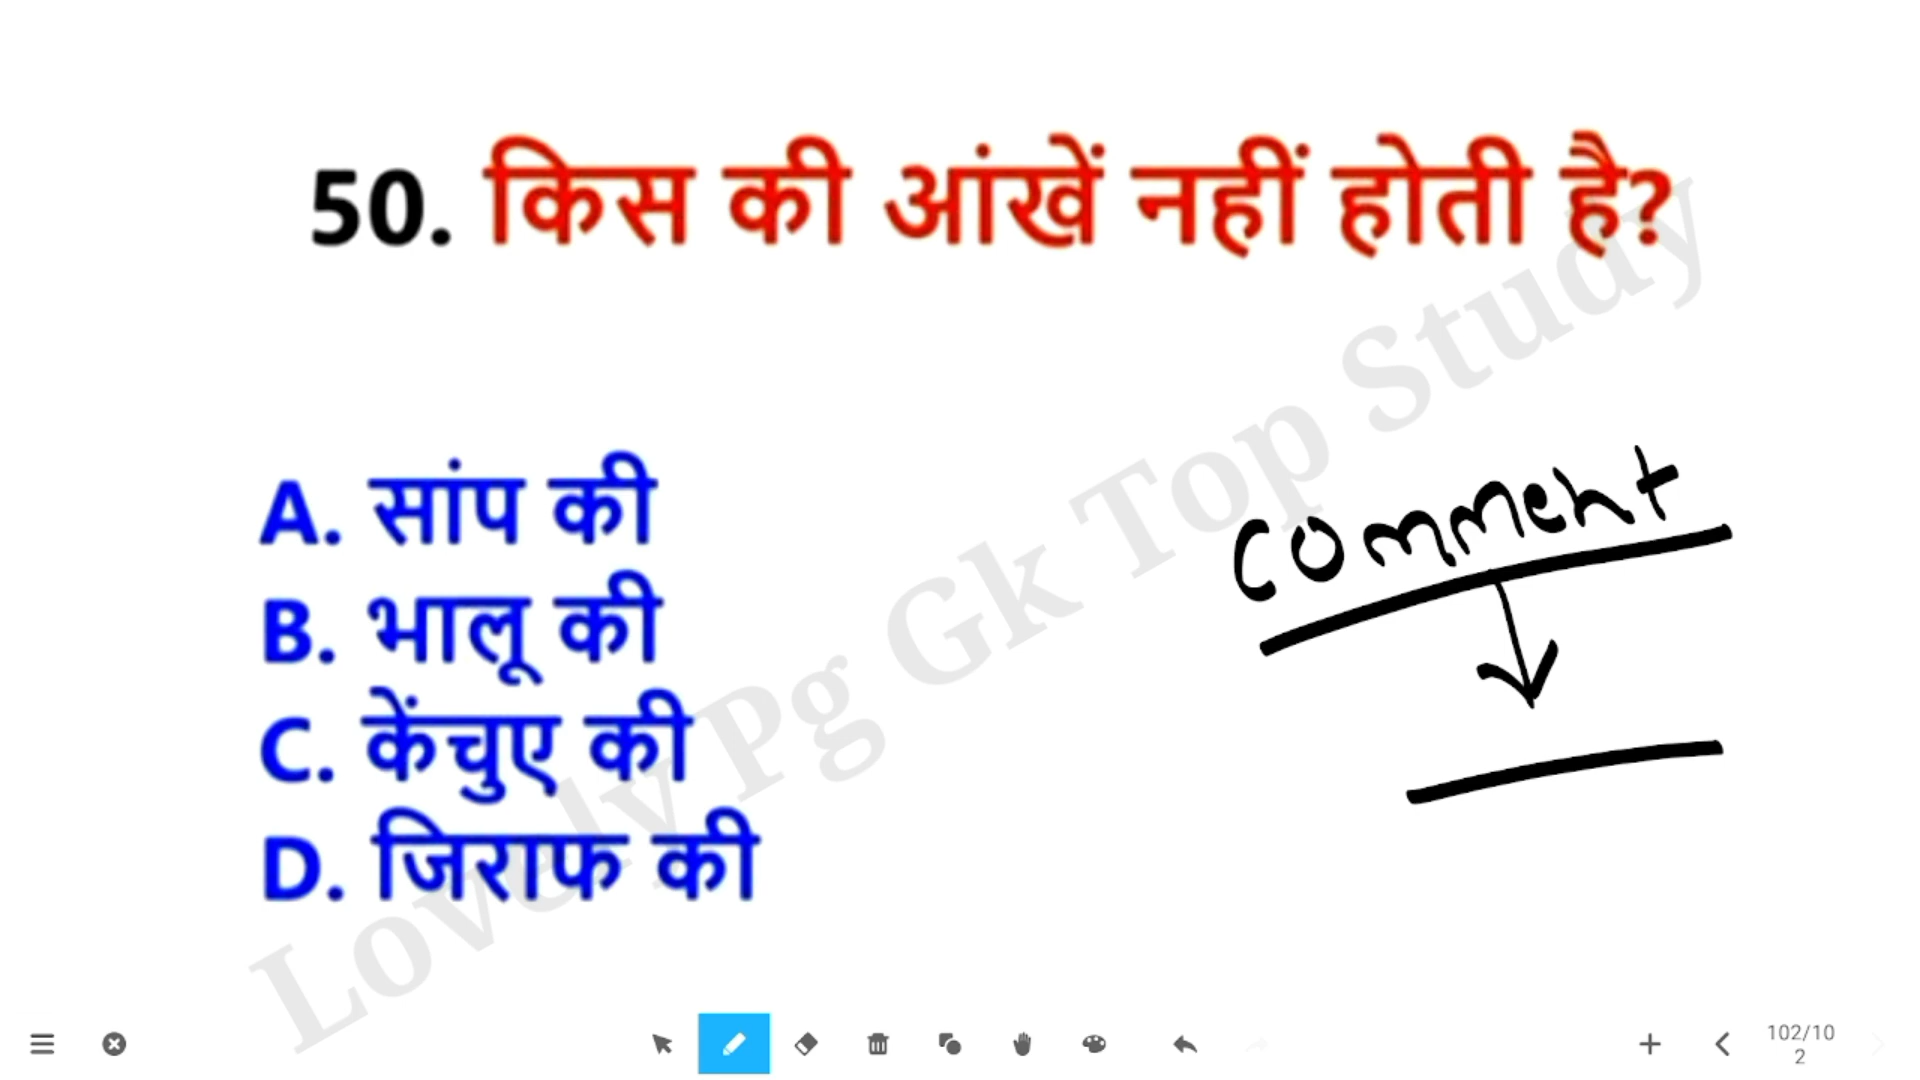 50. किस की आंखें नहीं होती है?
A. सांप की
B. भालू की
C. केंचुए की
D. जिराफ की
comment
Lovely Pg Gk Top Study
102/10
2